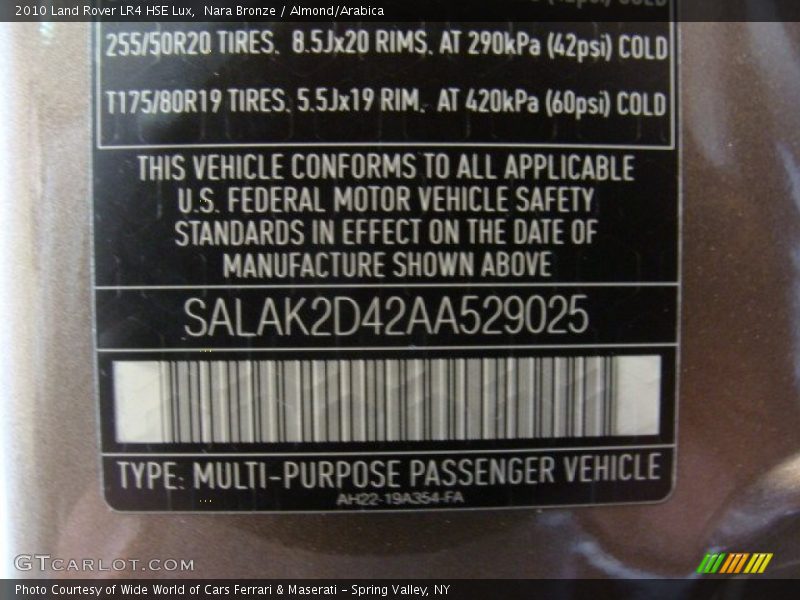 2010 Land Rover LR4 HSE Lux, Nara Bronze / Almond/Arabica
255/50R20 TIRES, 8.5Jx20 RIMS, AT 290kPa (42psi) COLD
T175/80R19 TIRES, 5.5Jx19 RIM, AT 420kPa (60psi) COLD
THIS VEHICLE CONFORMS TO ALL APPLICABLE
U.S. FEDERAL MOTOR VEHICLE SAFETY
STANDARDS IN EFFECT ON THE DATE OF
MANUFACTURE SHOWN ABOVE
SALAK2D42AA529025
TYPE: MULTI-PURPOSE PASSENGER VEHICLE
AH22-19A354-FA
GTCARLOT.COM
Photo Courtesy of Wide World of Cars Ferrari & Maserati - Spring Valley, NY